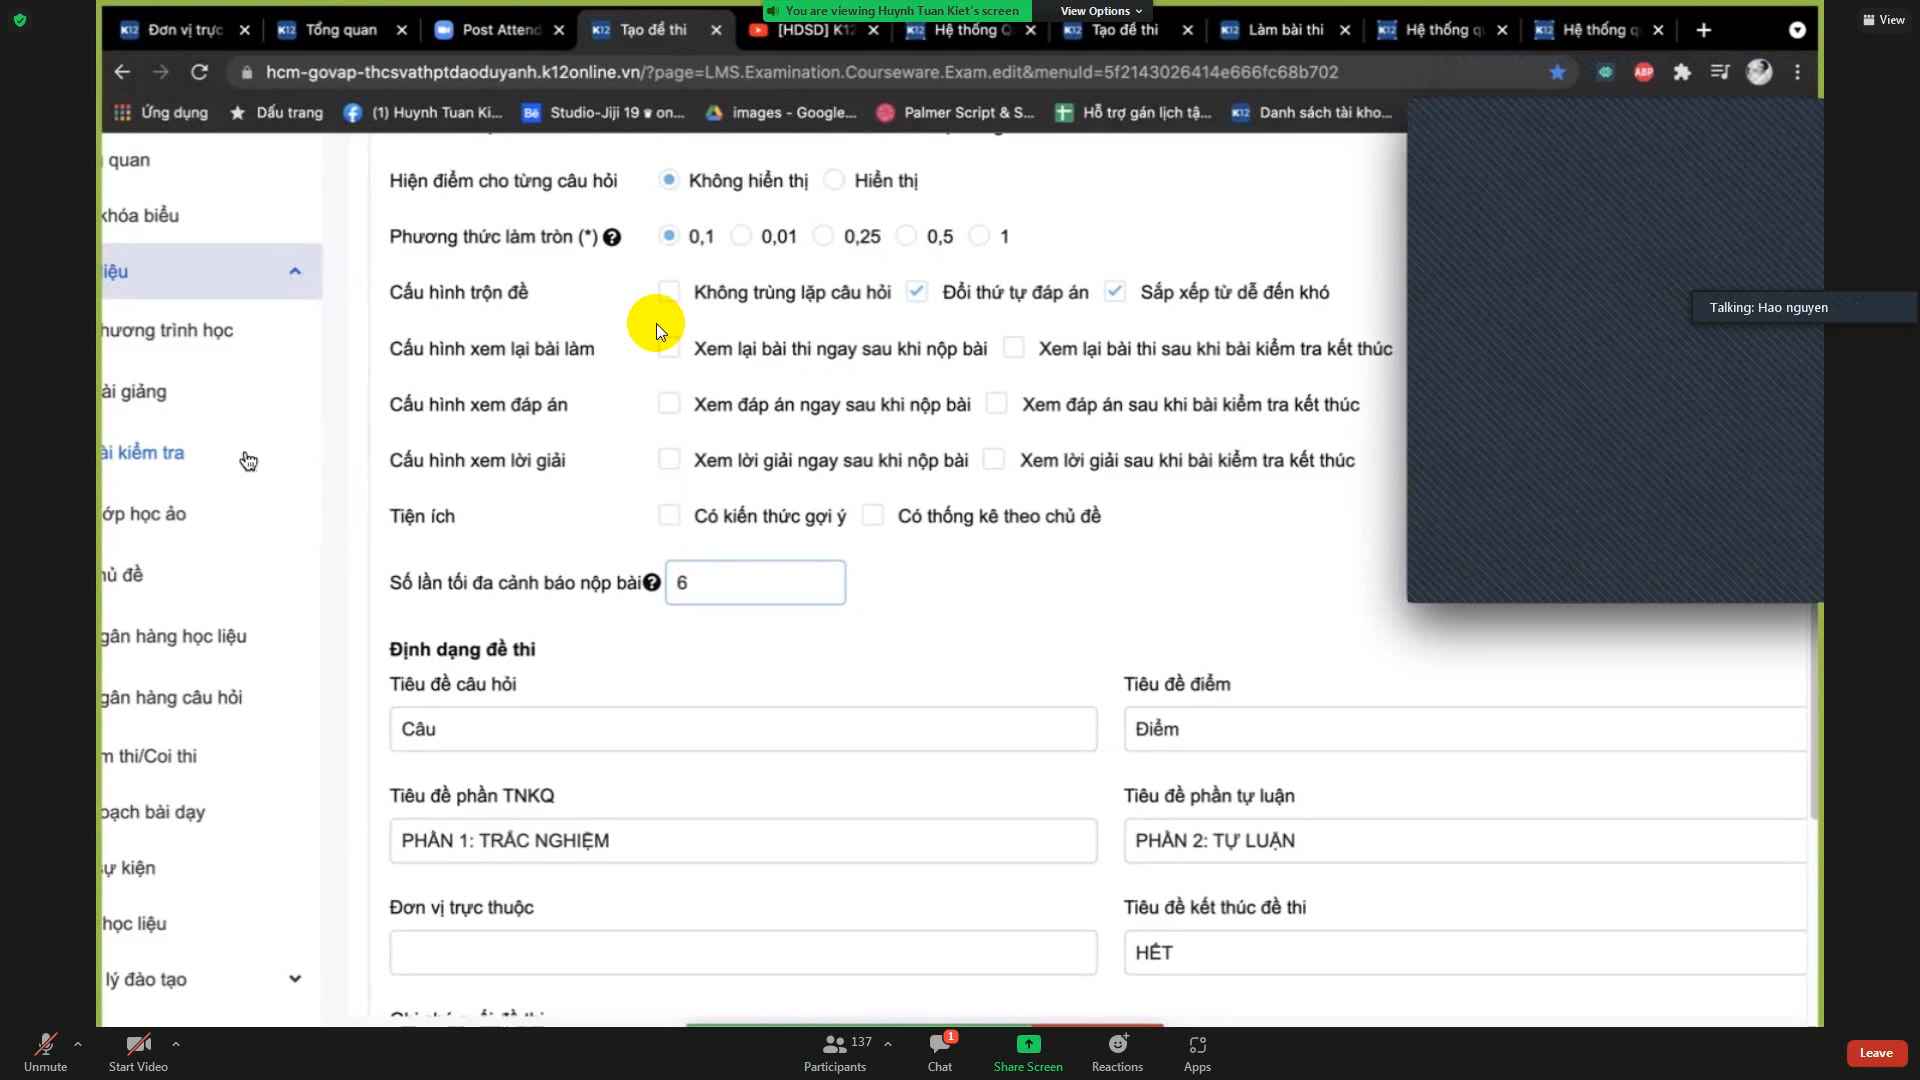 You are viewing Huynh Tuan Kiet's screen
View Options
View
Đơn vị trực
Tổng quan
Post Attend
Tạo đề thi
[HDSD] K1
Hệ thống Q
Tạo đề thi
Làm bài thi
Hệ thống q
Hệ thống q
hcm-govap-thcsvathptdaoduyanh.k12online.vn/?page=LMS.Examination.Courseware.Exam.edit&menuId=5f2143026414e666fc68b702
ABP
Ứng dụng
Dấu trang
(1) Huynh Tuan Ki...
Studio-Jiji 19 ♛ on...
images - Google...
Palmer Script & S...
Hỗ trợ gán lịch tậ...
Danh sách tài kho...
quan
khóa biểu
liệu
hương trình học
ài giảng
ài kiểm tra
ớp học ảo
hủ đề
gân hàng học liệu
gân hàng câu hỏi
m thi/Coi thi
oạch bài dạy
sự kiện
học liệu
lý đào tạo
Hiện điểm cho từng câu hỏi
Không hiển thị
Hiển thị
Phương thức làm tròn (*)
0,1
0,01
0,25
0,5
1
Cấu hình trộn đề
Không trùng lặp câu hỏi
Đổi thứ tự đáp án
Sắp xếp từ dễ đến khó
Cấu hình xem lại bài làm
Xem lại bài thi ngay sau khi nộp bài
Xem lại bài thi sau khi bài kiểm tra kết thúc
Cấu hình xem đáp án
Xem đáp án ngay sau khi nộp bài
Xem đáp án sau khi bài kiểm tra kết thúc
Cấu hình xem lời giải
Xem lời giải ngay sau khi nộp bài
Xem lời giải sau khi bài kiểm tra kết thúc
Tiện ích
Có kiến thức gợi ý
Có thống kê theo chủ đề
Số lần tối đa cảnh báo nộp bài
6
Định dạng đề thi
Tiêu đề câu hỏi
Tiêu đề điểm
Câu
Điểm
Tiêu đề phần TNKQ
Tiêu đề phần tự luận
PHẦN 1: TRẮC NGHIỆM
PHẦN 2: TỰ LUẬN
Đơn vị trực thuộc
Tiêu đề kết thúc đề thi
HẾT
Talking: Hao nguyen
Unmute
Start Video
137
Participants
1
Chat
Share Screen
Reactions
Apps
Leave